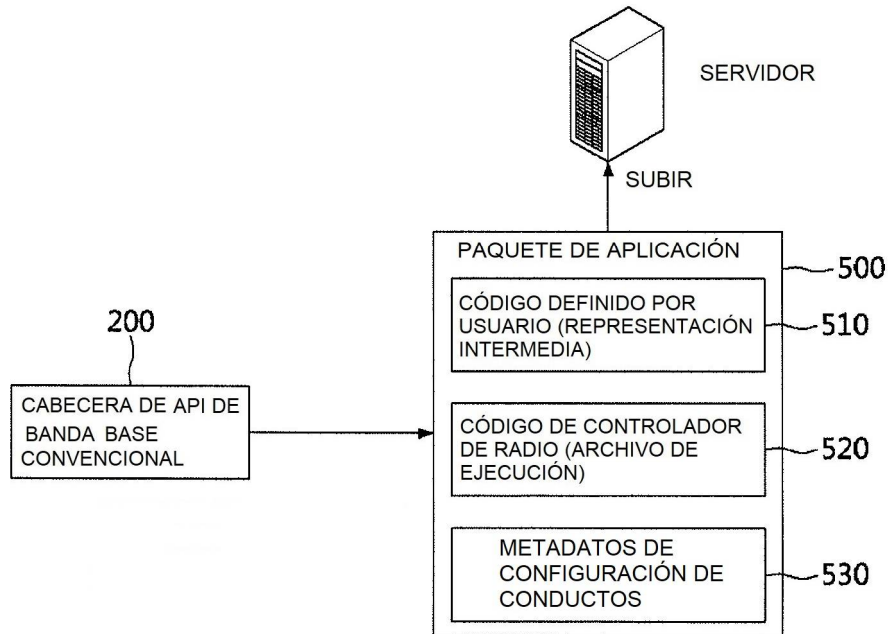 SERVIDOR
SUBIR
PAQUETE DE APLICACIÓN
500
CÓDIGO DEFINIDO POR
USUARIO (REPRESENTACIÓN
INTERMEDIA)
510
200
CABECERA DE API DE
BANDA BASE
CONVENCIONAL
CÓDIGO DE CONTROLADOR
DE RADIO (ARCHIVO DE
EJECUCIÓN)
520
METADATOS DE
CONFIGURACIÓN DE
CONDUCTOS
530